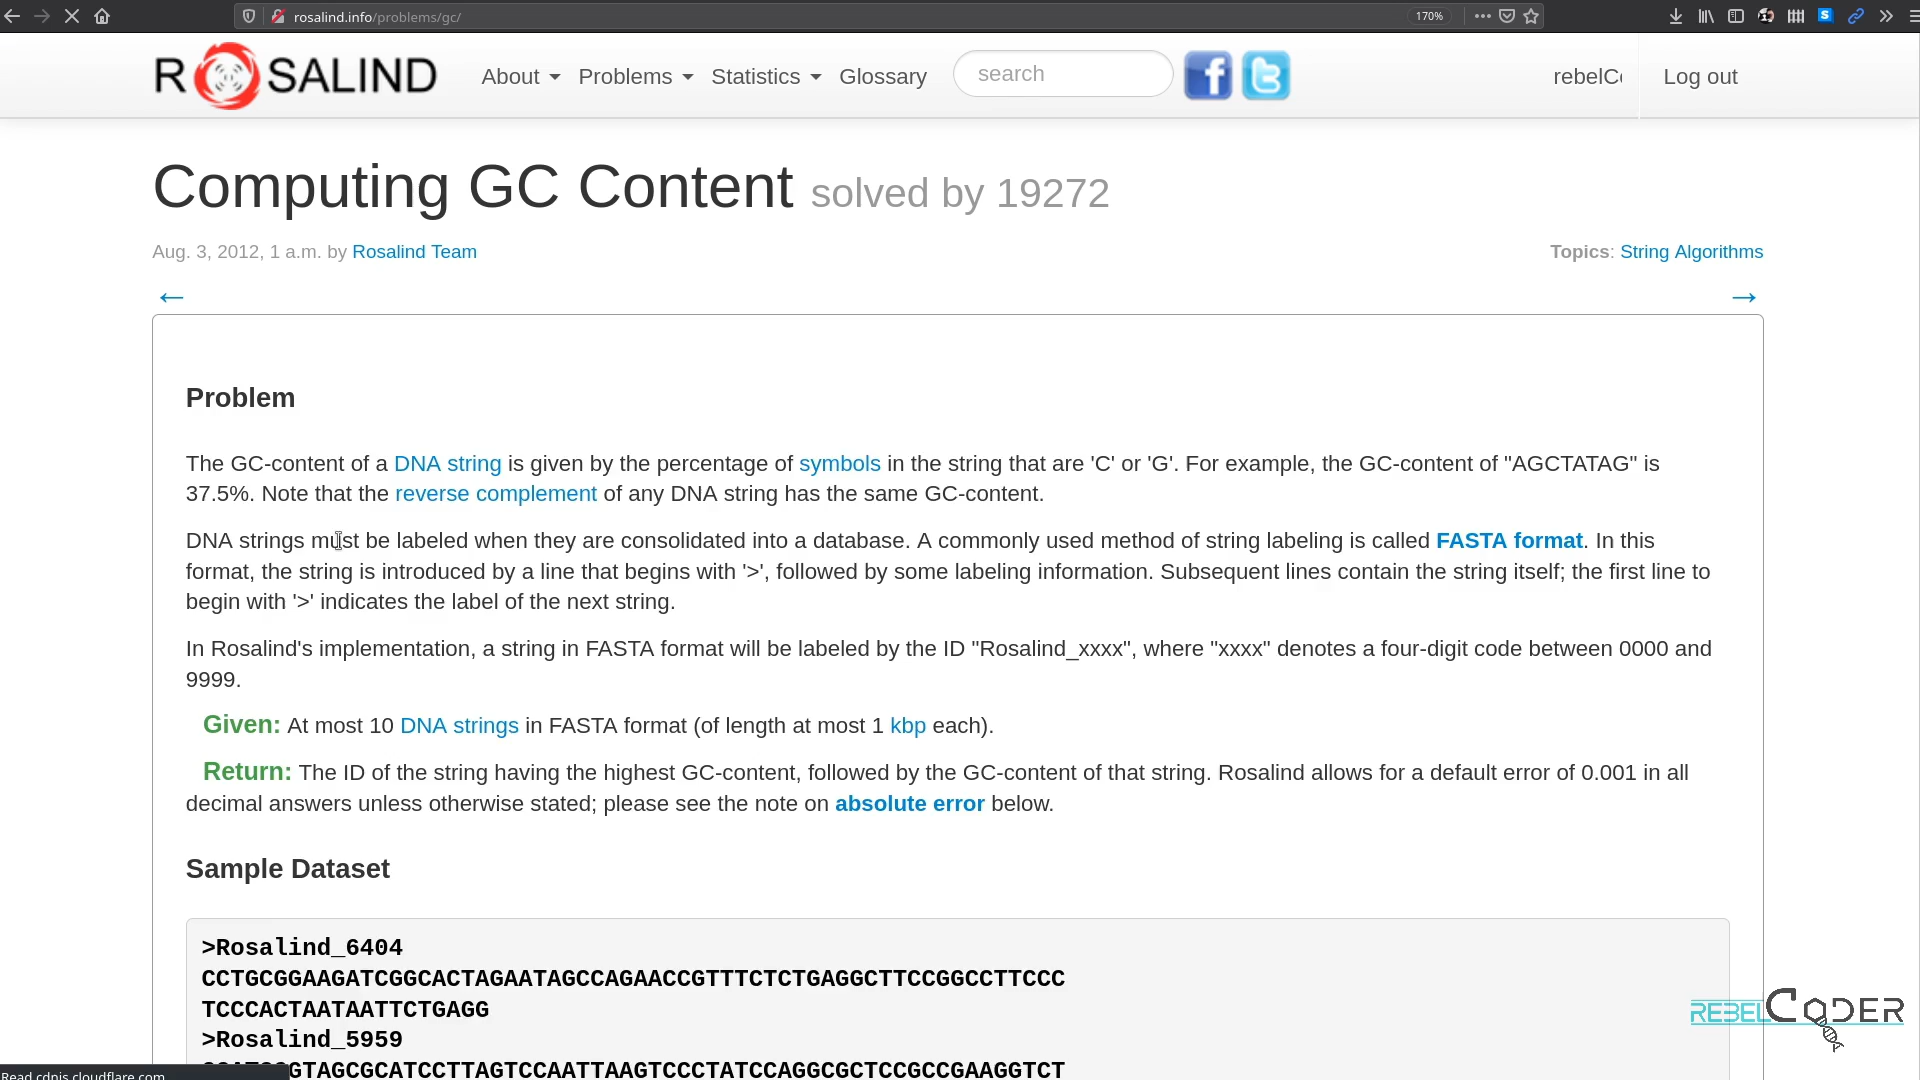 rosalind.info/problems/gc/
170%
ROSALIND
About
Problems
Statistics
Glossary
search
Log out
Computing GC Content solved by 19272
Aug. 3, 2012, 1 a.m. by Rosalind Team
Topics: String Algorithms
Problem
The GC-content of a DNA string is given by the percentage of symbols in the string that are 'C' or 'G'. For example, the GC-content of "AGCTATAG" is
37.5%. Note that the reverse complement of any DNA string has the same GC-content.
DNA strings must be labeled when they are consolidated into a database. A commonly used method of string labeling is called FASTA format. In this
format, the string is introduced by a line that begins with '>', followed by some labeling information. Subsequent lines contain the string itself; the first line to
begin with '>' indicates the label of the next string.
In Rosalind's implementation, a string in FASTA format will be labeled by the ID "Rosalind_xxxx", where "xxxx" denotes a four-digit code between 0000 and
9999.
Given: At most 10 DNA strings in FASTA format (of length at most 1 kbp each).
Return: The ID of the string having the highest GC-content, followed by the GC-content of that string. Rosalind allows for a default error of 0.001 in all
decimal answers unless otherwise stated; please see the note on absolute error below.
Sample Dataset
>Rosalind_6404
CCTGCGGAAGATCGGCACTAGAATAGCCAGAACCGTTTCTCTGAGGCTTCCGGCCTTCCC
TCCCACTAATAATTCTGAGG
>Rosalind_5959
REBELCODER
Read cdnjs.cloudflare.com